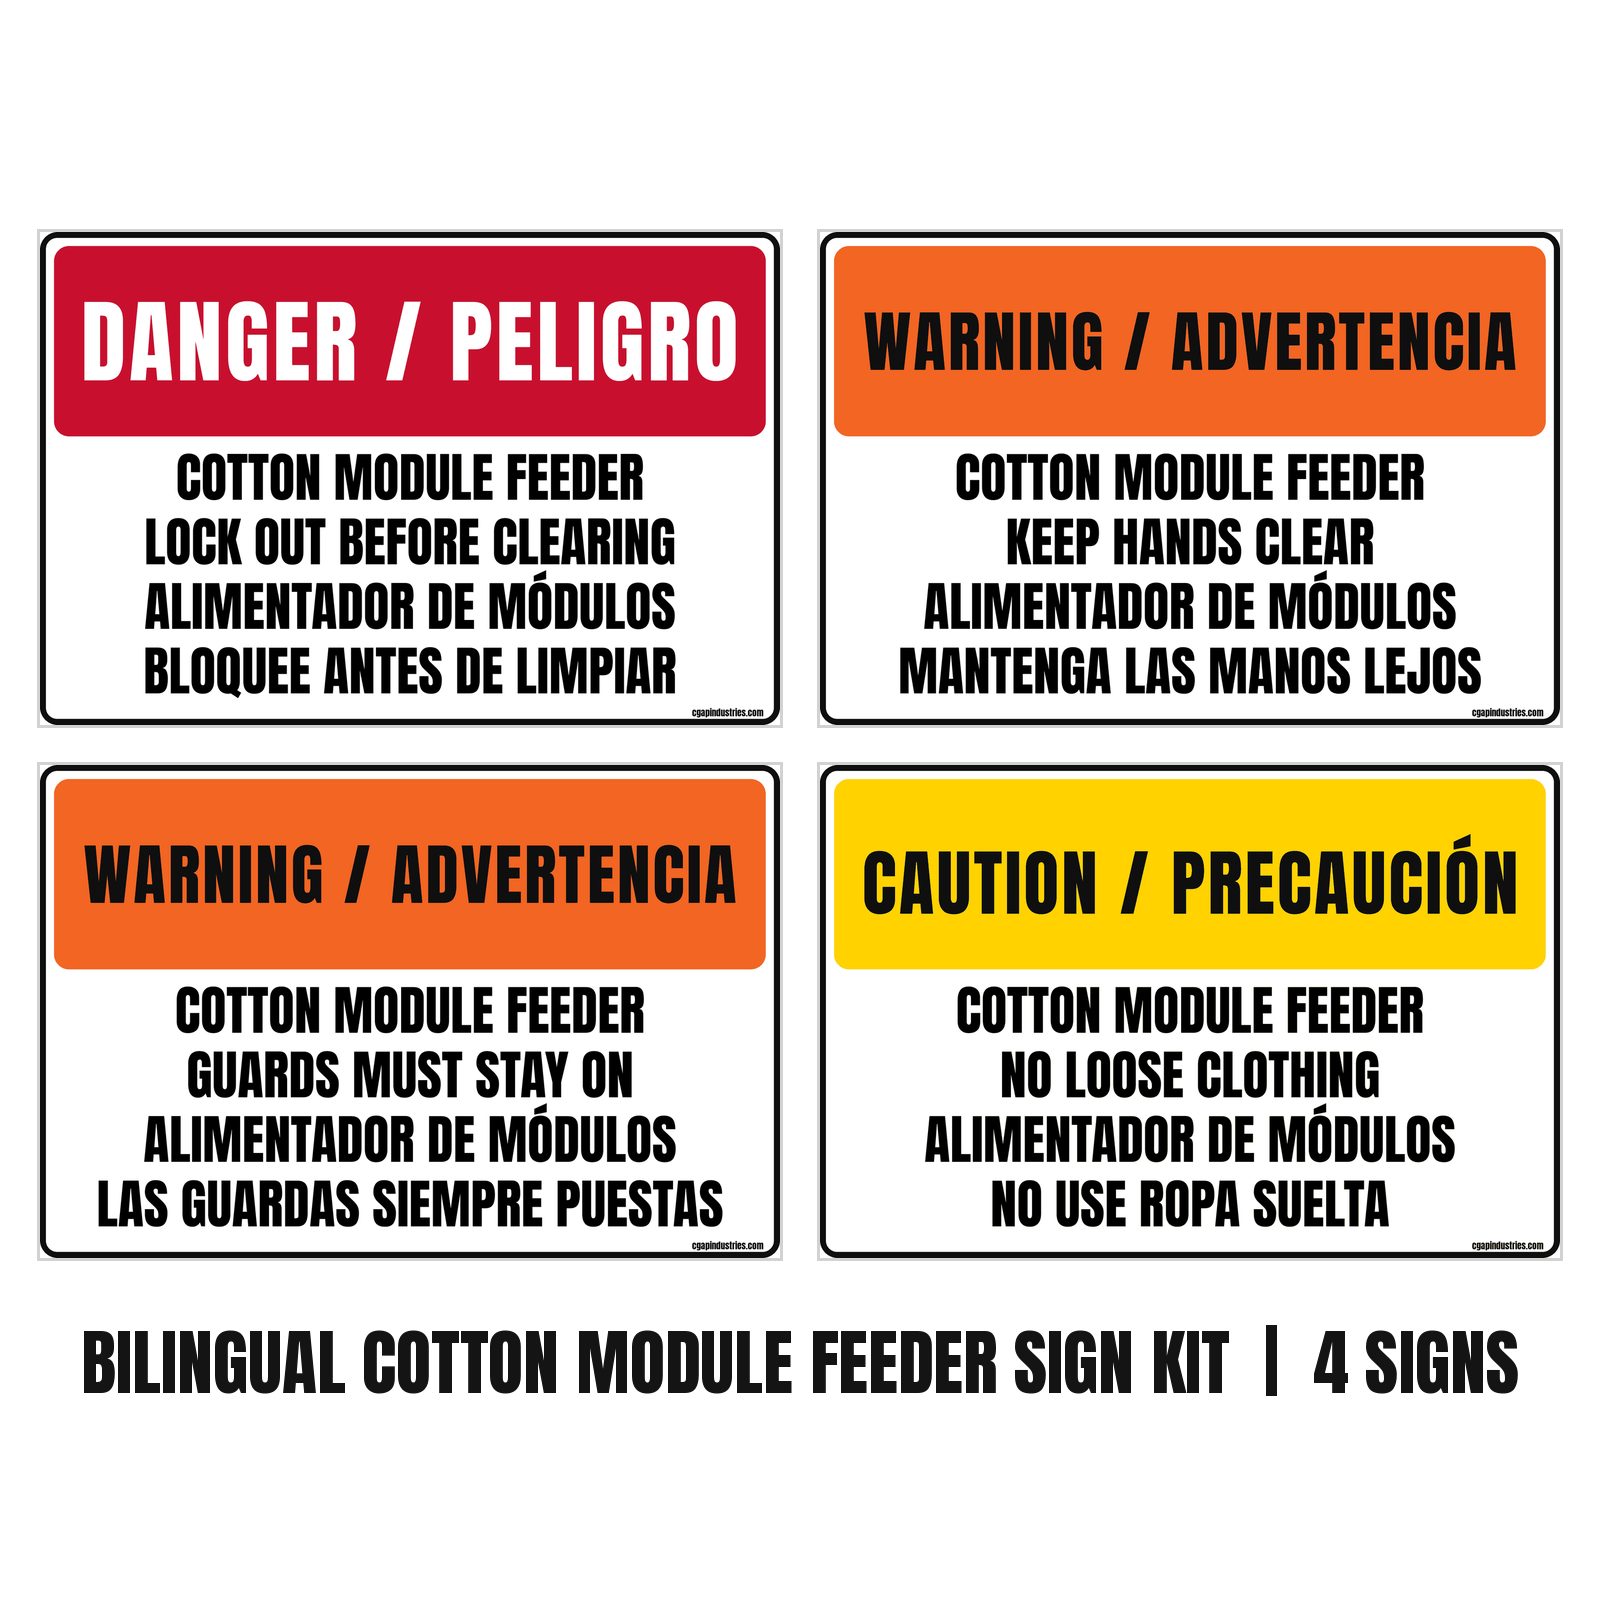 DANGER / PELIGRO
COTTON MODULE FEEDER
LOCK OUT BEFORE CLEARING
ALIMENTADOR DE MÓDULOS
BLOQUEE ANTES DE LIMPIAR
cgapindustries.com
WARNING / ADVERTENCIA
COTTON MODULE FEEDER
KEEP HANDS CLEAR
ALIMENTADOR DE MÓDULOS
MANTENGA LAS MANOS LEJOS
cgapindustries.com
WARNING / ADVERTENCIA
COTTON MODULE FEEDER
GUARDS MUST STAY ON
ALIMENTADOR DE MÓDULOS
LAS GUARDAS SIEMPRE PUESTAS
cgapindustries.com
CAUTION / PRECAUCIÓN
COTTON MODULE FEEDER
NO LOOSE CLOTHING
ALIMENTADOR DE MÓDULOS
NO USE ROPA SUELTA
cgapindustries.com
BILINGUAL COTTON MODULE FEEDER SIGN KIT | 4 SIGNS